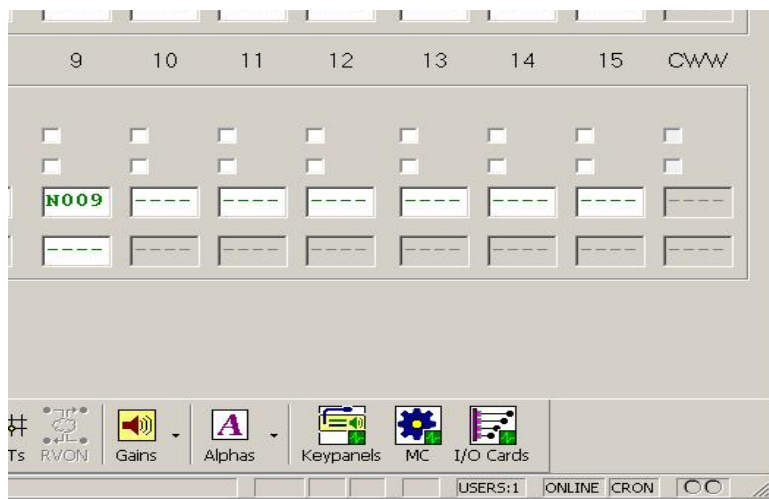 9 10 11 12 13 14 15 CWW
N009 ---- ---- ---- ---- ---- ---- ----
---- ---- ---- ---- ---- ---- ---- ----
Ts RVON Gains A Alphas Keypanels MC I/O Cards
USERS:1 ONLINE CRON